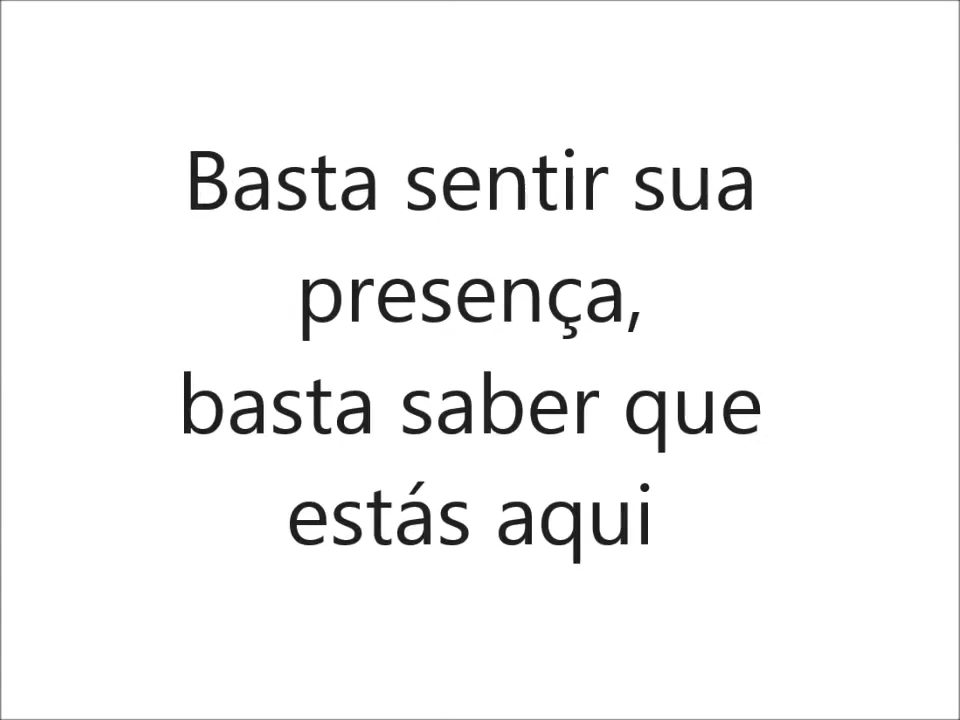 Basta sentir sua
presença,
basta saber que
estás aqui